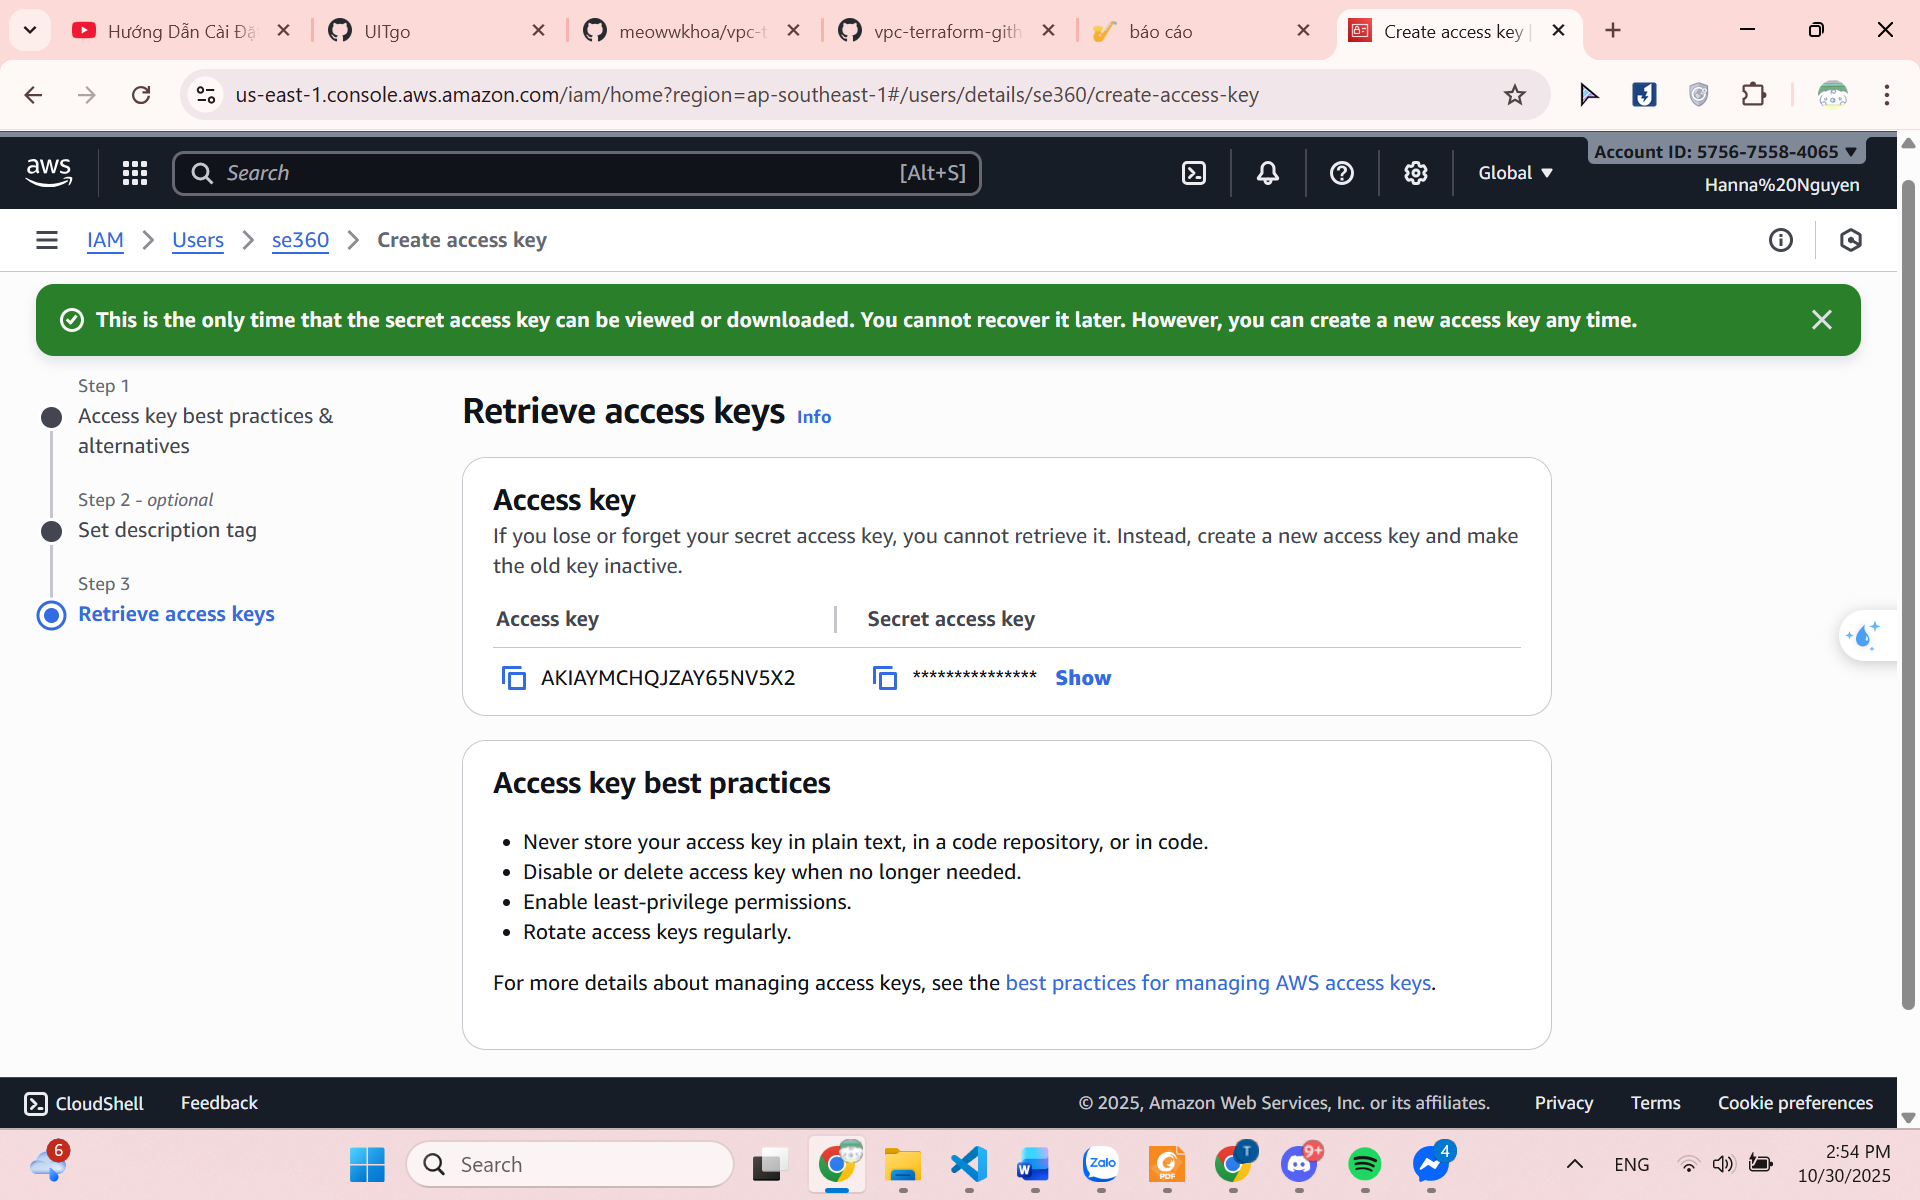 Hướng Dẫn Cài Đặ
UITgo
meowwkhoa/vpc-t
vpc-terraform-gith
báo cáo
Create access key |
us-east-1.console.aws.amazon.com/iam/home?region=ap-southeast-1#/users/details/se360/create-access-key
aws
Search
[Alt+S]
Global
Account ID: 5756-7558-4065
Hanna%20Nguyen
IAM
Users
se360
Create access key
This is the only time that the secret access key can be viewed or downloaded. You cannot recover it later. However, you can create a new access key any time.
Step 1
Access key best practices &
alternatives
Step 2 - optional
Set description tag
Step 3
Retrieve access keys
Retrieve access keys Info
Access key
If you lose or forget your secret access key, you cannot retrieve it. Instead, create a new access key and make
the old key inactive.
Access key
Secret access key
AKIAYMCHQJZAY65NV5X2
***************
Show
Access key best practices
• Never store your access key in plain text, in a code repository, or in code.
• Disable or delete access key when no longer needed.
• Enable least-privilege permissions.
• Rotate access keys regularly.
For more details about managing access keys, see the best practices for managing AWS access keys.
CloudShell
Feedback
© 2025, Amazon Web Services, Inc. or its affiliates.
Privacy
Terms
Cookie preferences
6
Search
W
Zalo
PDF
T
9+
4
ENG
2:54 PM
10/30/2025